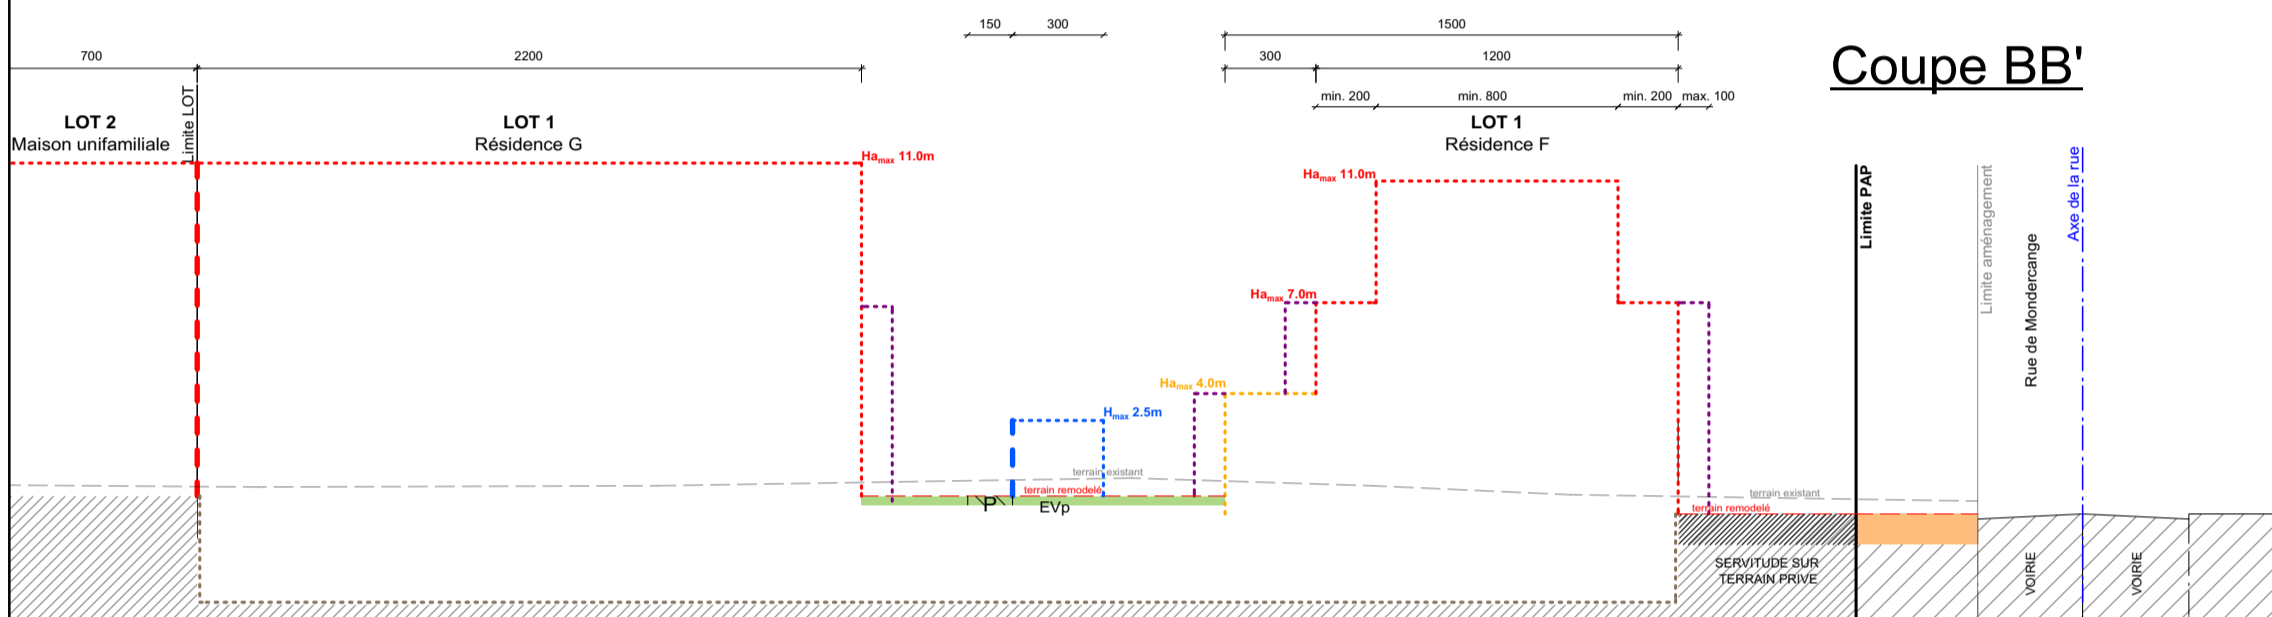 150
300
1500
700
2200
300
1200
Coupe BB'
min. 200
min. 800
min. 200
max. 100
LOT 2
Maison unifamiliale
Limite LOT
LOT 1
Résidence G
LOT 1
Résidence F
Hamax 11.0m
Hamax 11.0m
Limite PAP
Limite aménagement
Rue de Mondercange
Axe de la rue
Hamax 7.0m
Hamax 4.0m
Hmax 2.5m
terrain existant
terrain remodelé
P
EVp
terrain existant
terrain remodelé
SERVITUDE SUR
TERRAIN PRIVE
VOIRIE
VOIRIE